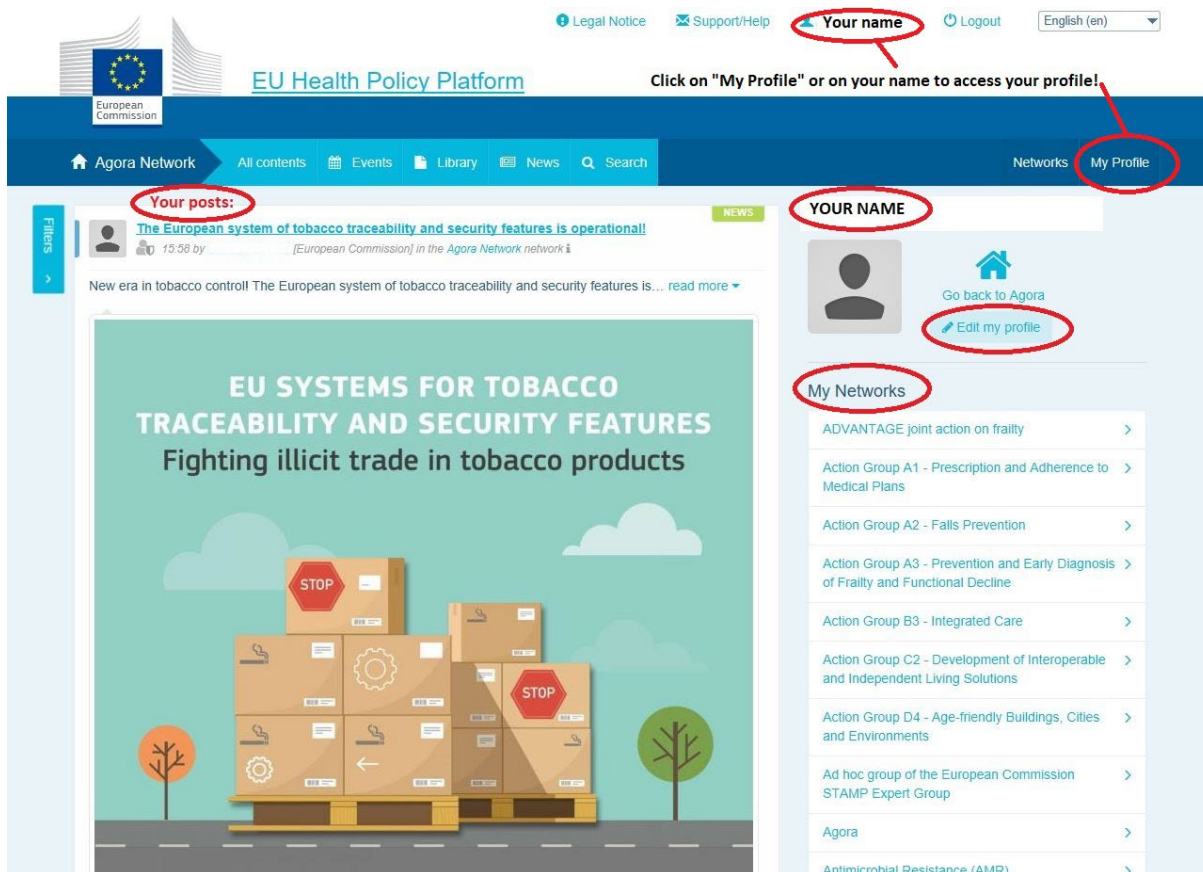 Legal Notice Support/Help Your name Logout English (en)
EU Health Policy Platform
Click on "My Profile" or on your name to access your profile!
European
Commission
Agora Network All contents Events Library News Search Networks My Profile
Filters
Your posts:
NEWS
The European system of tobacco traceability and security features is operational!
15:58 by [European Commission] in the Agora Network network
New era in tobacco control! The European system of tobacco traceability and security features is... read more
EU SYSTEMS FOR TOBACCO
TRACEABILITY AND SECURITY FEATURES
Fighting illicit trade in tobacco products
STOP
STOP
YOUR NAME
Go back to Agora
Edit my profile
My Networks
ADVANTAGE joint action on frailty
Action Group A1 - Prescription and Adherence to
Medical Plans
Action Group A2 - Falls Prevention
Action Group A3 - Prevention and Early Diagnosis
of Frailty and Functional Decline
Action Group B3 - Integrated Care
Action Group C2 - Development of Interoperable
and Independent Living Solutions
Action Group D4 - Age-friendly Buildings, Cities
and Environments
Ad hoc group of the European Commission
STAMP Expert Group
Agora
Antimicrobial Resistance (AMR)